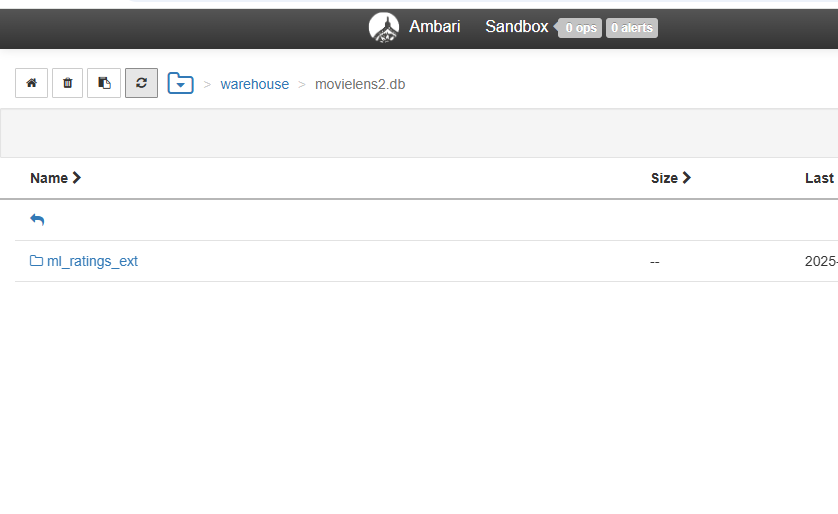 Ambari Sandbox 0 ops 0 alerts
> warehouse > movielens2.db
Name Size Last
ml_ratings_ext -- 2025-